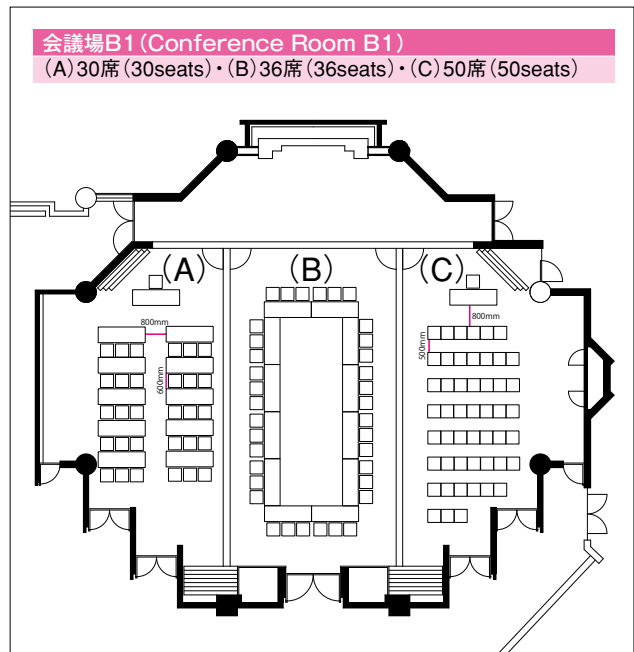 会議場B1(Conference Room B1)
(A)30席(30seats)・(B)36席(36seats)・(C)50席(50seats)
(A)
(B)
(C)
800mm
600mm
800mm
500mm